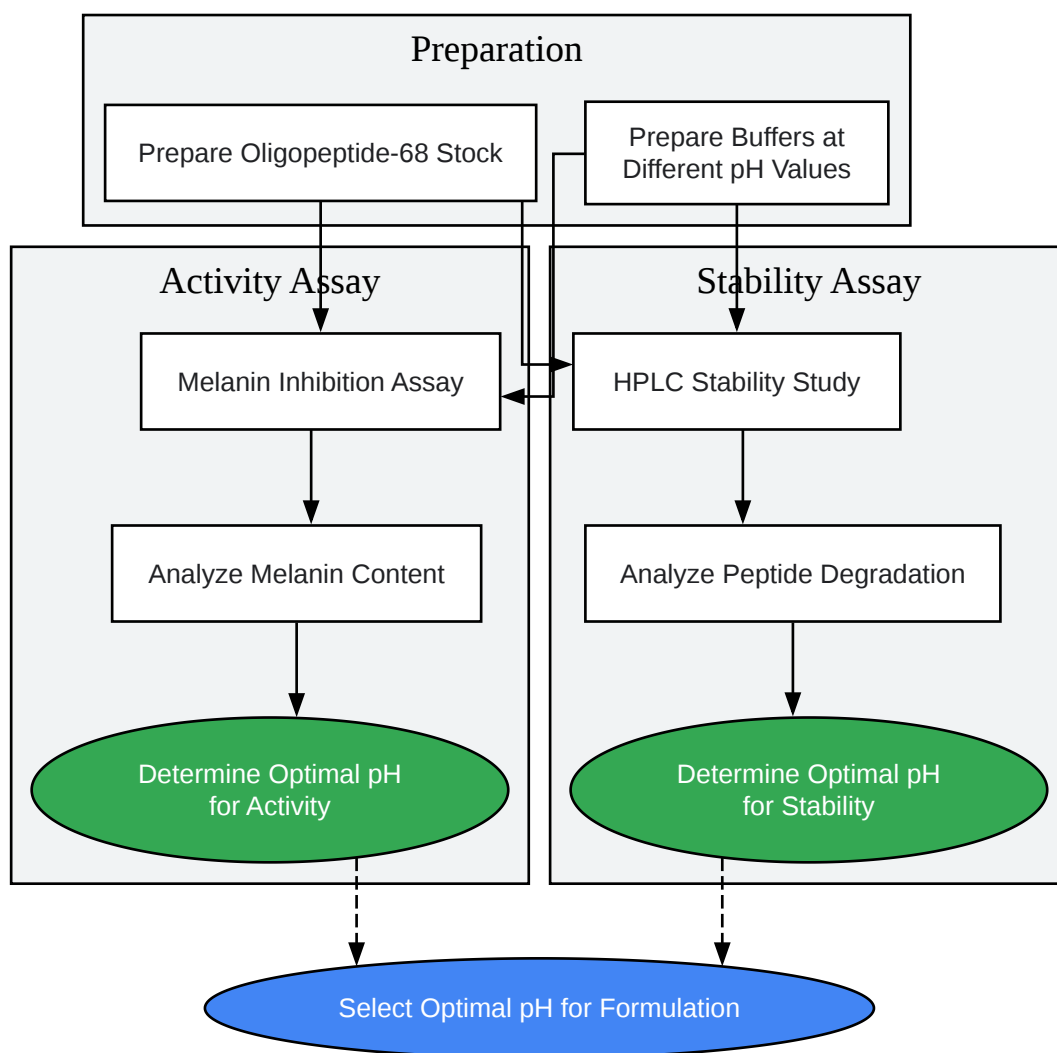 Preparation
Prepare Oligopeptide-68 Stock
Prepare Buffers at
Different pH Values
Activity Assay
Stability Assay
Melanin Inhibition Assay
HPLC Stability Study
Analyze Melanin Content
Analyze Peptide Degradation
Determine Optimal pH
for Activity
Determine Optimal pH
for Stability
Select Optimal pH for Formulation